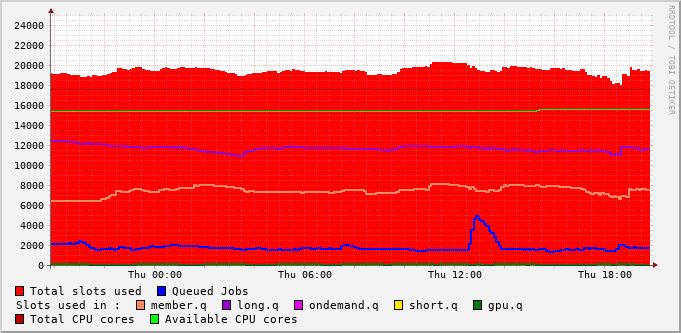 24000
22000
20000
18000
16000
14000
12000
10000
8000
6000
4000
2000
0
Thu 00:00 Thu 06:00 Thu 12:00 Thu 18:00
RRDTOOL / TOBI OETIKER
Total slots used Queued Jobs
Slots used in : member.q long.q ondemand.q short.q gpu.q
Total CPU cores Available CPU cores